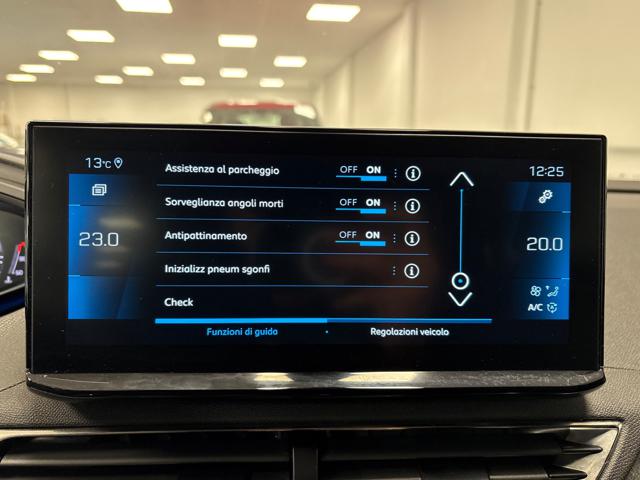 13°C
12:25
Assistenza al parcheggio OFF ON
Sorveglianza angoli morti OFF ON
Antipattinamento OFF ON
Inizializz pneum sgonfi
Check
23.0
20.0
A/C
Funzioni di guida
Regolazioni veicolo
50